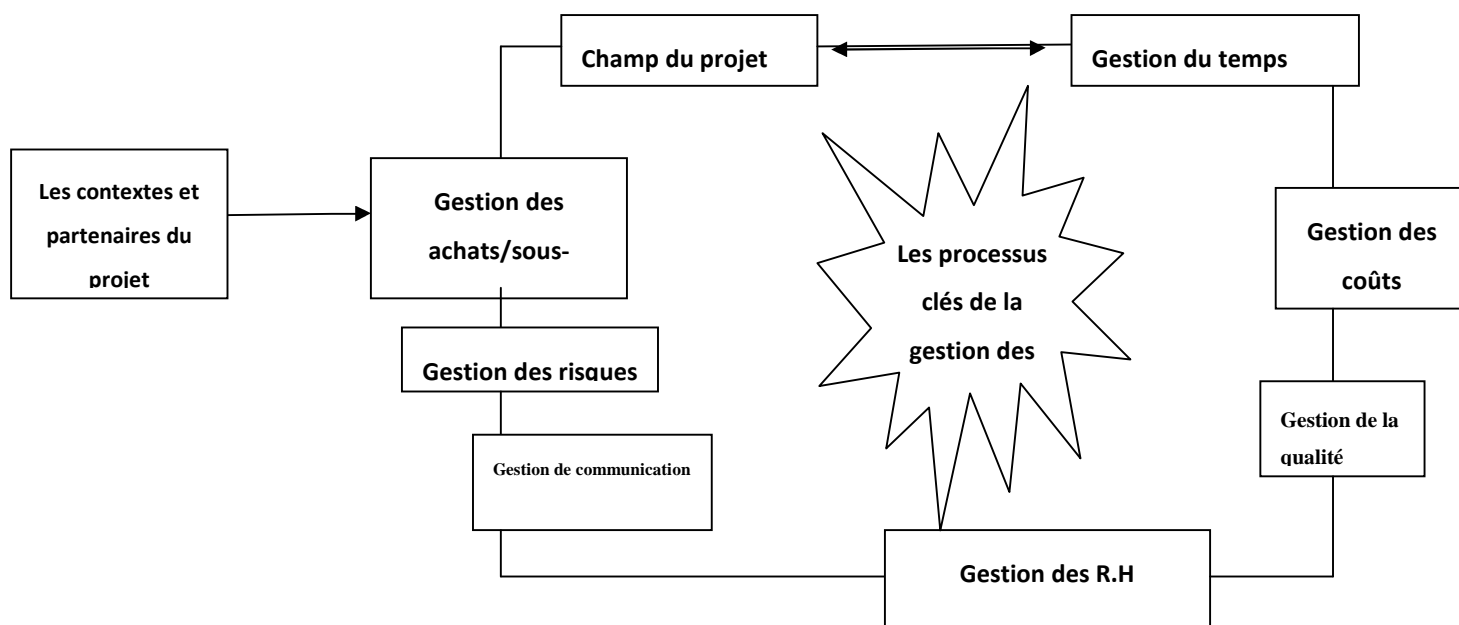 Champ du projet
Gestion du temps
Les contextes et
partenaires du
projet
Gestion des
achats/sous-
Les processus
clés de la
gestion des
Gestion des
coûts
Gestion des risques
Gestion de la
qualité
Gestion de communication
Gestion des R.H